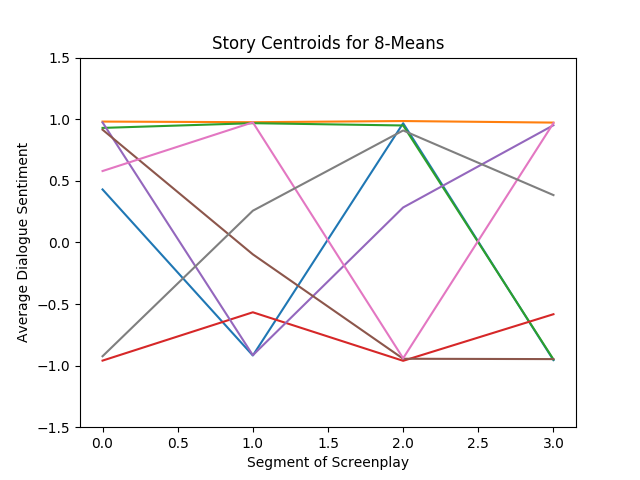 Story Centroids for 8-Means
Average Dialogue Sentiment
1.5
1.0
0.5
0.0
−0.5
−1.0
−1.5
0.0 0.5 1.0 1.5 2.0 2.5 3.0
Segment of Screenplay